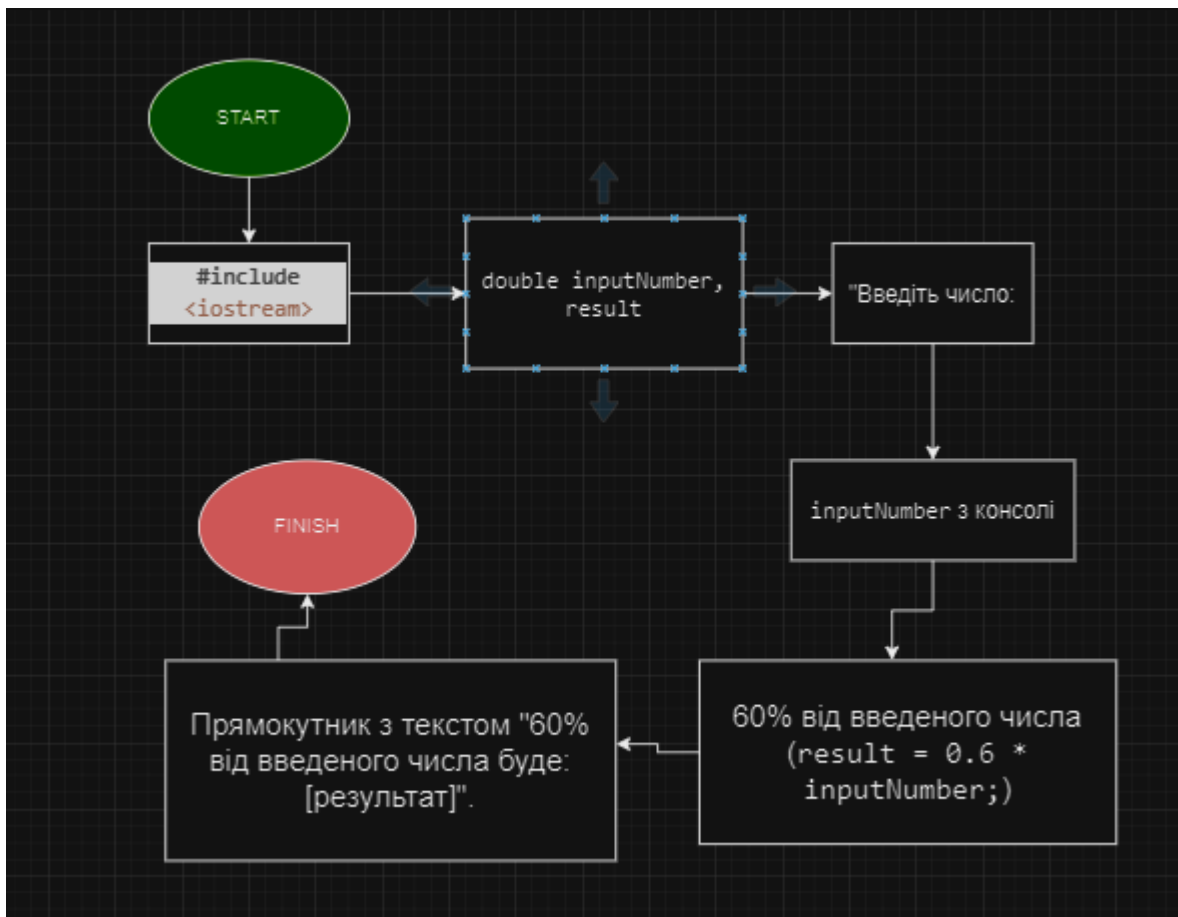 START
#include
<iostream>
double inputNumber,
result
"Введіть число:
inputNumber з консолі
60% від введеного числа
(result = 0.6 *
inputNumber;)
Прямокутник з текстом "60%
від введеного числа буде:
[результат]".
FINISH